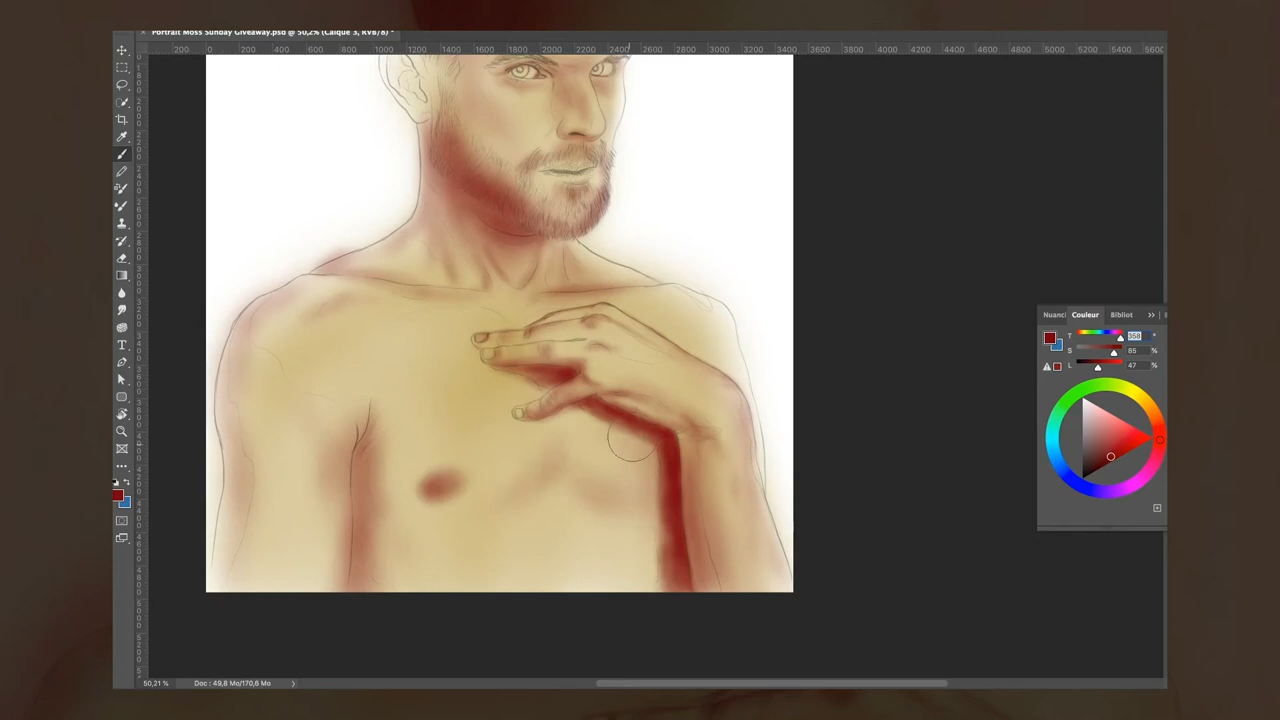 × Portrait Moss Sunday Giveaway.psd @ 50,2% (Calque 3, RVB/8) *
200 0 200 400 600 800 1000 1200 1400 1600 1800 2000 2200 2400 2600 2800 3000 3200 3400 3600 3800 4000 4200 4400 4600 4800 5000 5200 5400 5600
Nuanci Couleur Bibliot >>
T 358 °
S 85 %
L 47 %
50,21 % Doc : 49,8 Mo/170,6 Mo